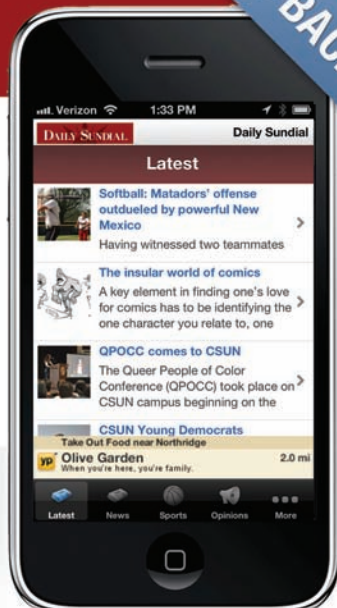 Verizon 1:33 PM
DAILY SUNDIAL Daily Sundial
Latest
Softball: Matadors' offense
outdueled by powerful New
Mexico
Having witnessed two teammates
The insular world of comics
A key element in finding one's love
for comics has to be identifying the
one character you relate to, one
QPOCC comes to CSUN
The Queer People of Color
Conference (QPOCC) took place on
CSUN campus beginning on the
CSUN Young Democrats
Take Out Food near Northridge
yp Olive Garden 2.0 mi
When you're here, you're family.
Latest News Sports Opinions More